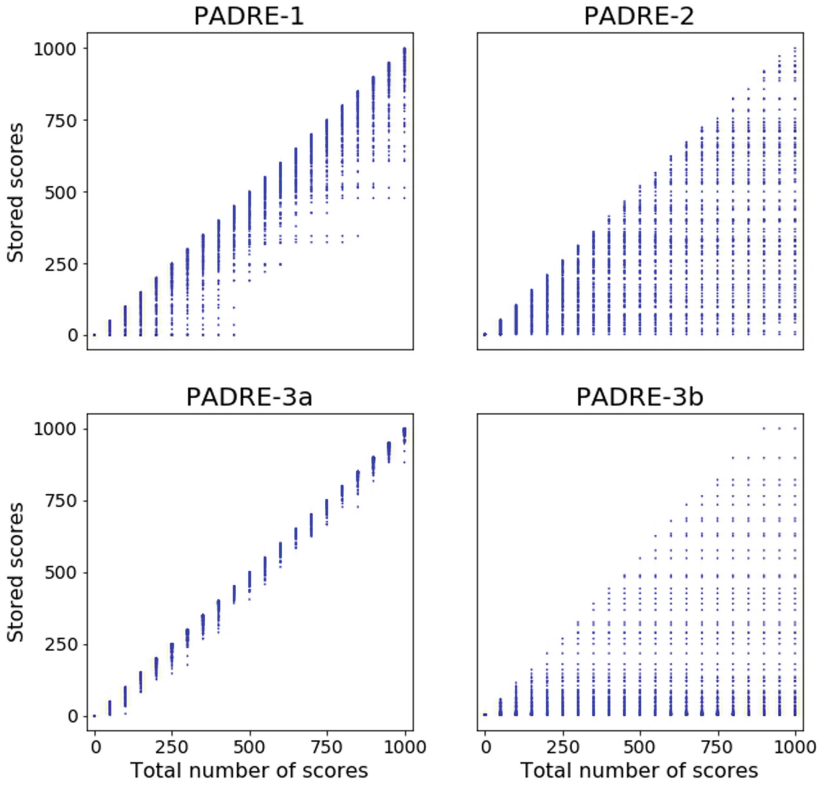 PADRE-1
PADRE-2
1000
750
500
250
0
Stored scores
PADRE-3a
PADRE-3b
1000
750
500
250
0
Stored scores
0 250 500 750 1000
0 250 500 750 1000
Total number of scores
Total number of scores